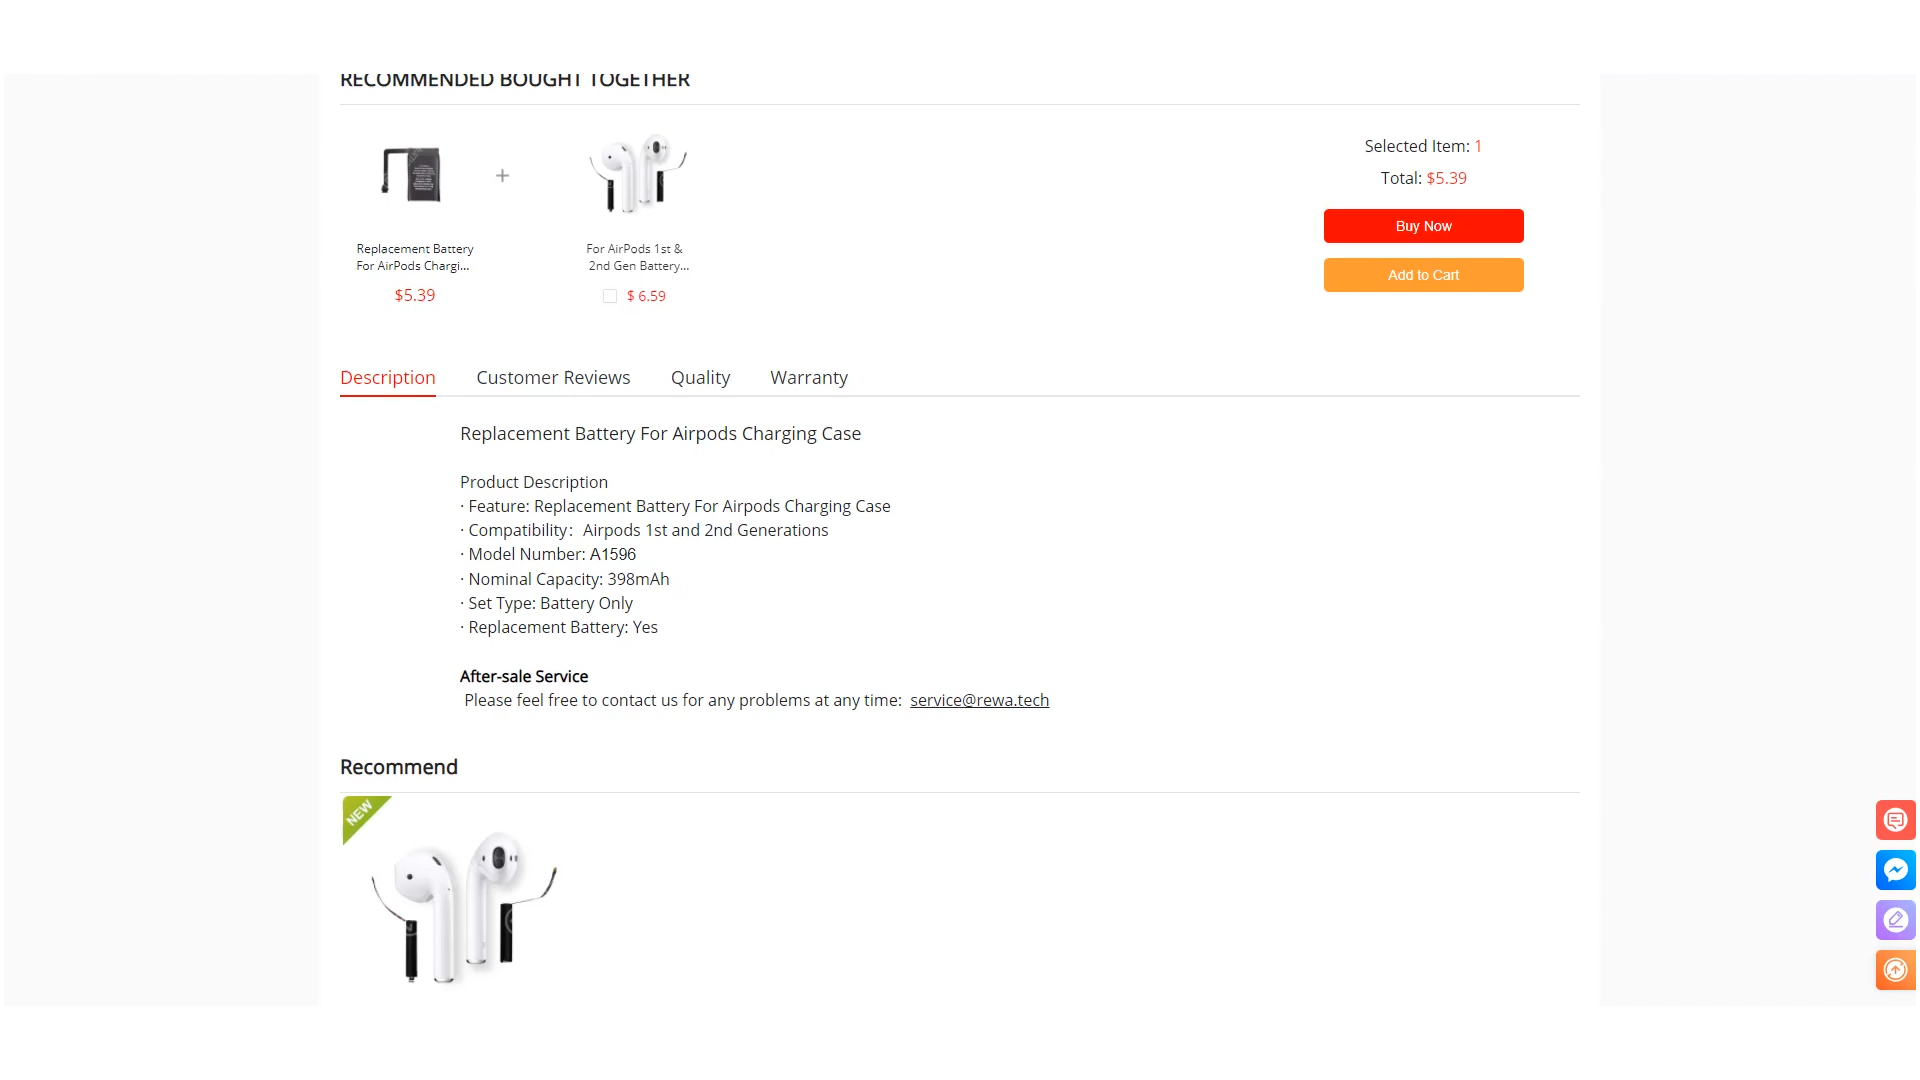 RECOMMENDED BOUGHT TOGETHER
+
Replacement Battery
For AirPods Chargi...
$5.39
For AirPods 1st &
2nd Gen Battery...
$ 6.59
Selected Item: 1
Total: $5.39
Buy Now
Add to Cart
Description
Customer Reviews
Quality
Warranty
Replacement Battery For Airpods Charging Case
Product Description
· Feature: Replacement Battery For Airpods Charging Case
· Compatibility：Airpods 1st and 2nd Generations
· Model Number: A1596
· Nominal Capacity: 398mAh
· Set Type: Battery Only
· Replacement Battery: Yes
After-sale Service
Please feel free to contact us for any problems at any time: service@rewa.tech
Recommend
NEW